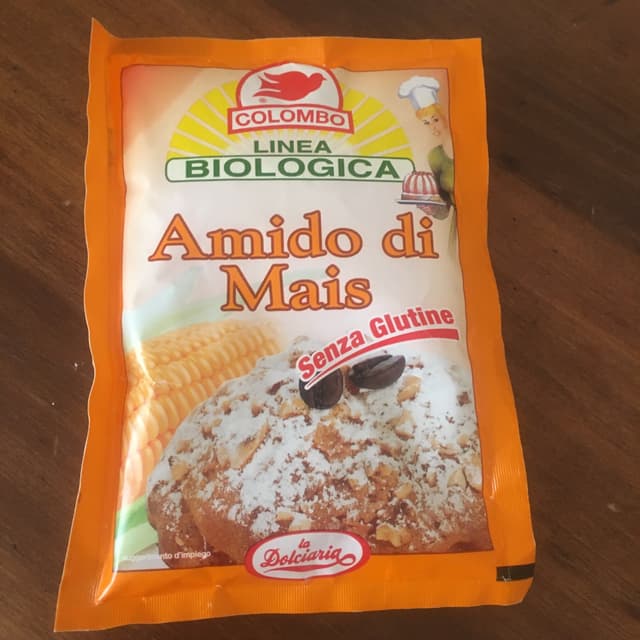 COLOMBO
LINEA
BIOLOGICA
Amido di
Mais
Senza Glutine
la
Dolciaria
suggerimento d'impiego